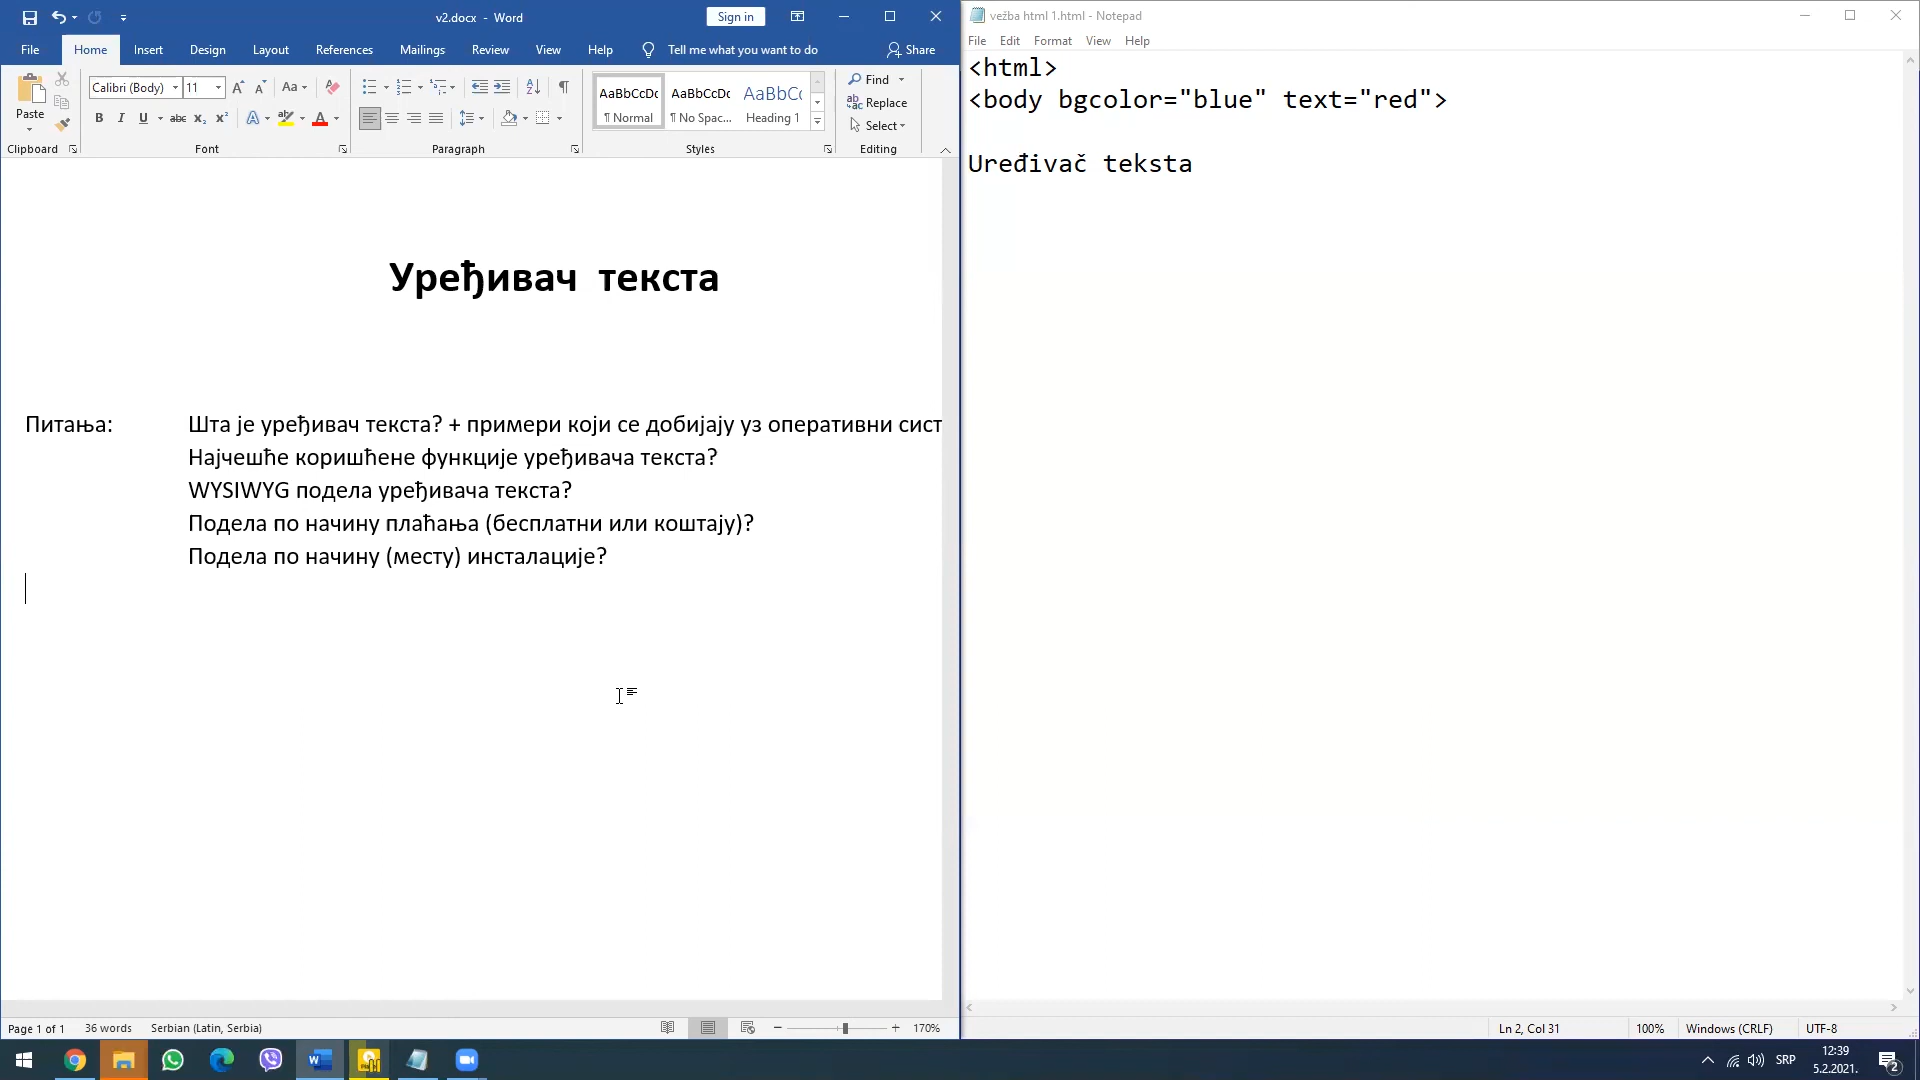 v2.docx - Word
Sign in
File Home Insert Design Layout References Mailings Review View Help Tell me what you want to do Share
Paste
Calibri (Body) 11
Aa
B I U abc x₂ x²
AaBbCcDc AaBbCcDc AaBbCc
¶ Normal ¶ No Spac... Heading 1
Find
Replace
Select
Clipboard Font Paragraph Styles Editing
Уређивач текста
Питања: Шта је уређивач текста? + примери који се добијају уз оперативни сист
Најчешће коришћене функције уређивача текста?
WYSIWYG подела уређивача текста?
Подела по начину плаћања (бесплатни или коштају)?
Подела по начину (месту) инсталације?
Page 1 of 1 36 words Serbian (Latin, Serbia) 170%
vežba html 1.html - Notepad
File Edit Format View Help
<html>
<body bgcolor="blue" text="red">
Uređivač teksta
Ln 2, Col 31 100% Windows (CRLF) UTF-8
SRP
12:39
5.2.2021.
2